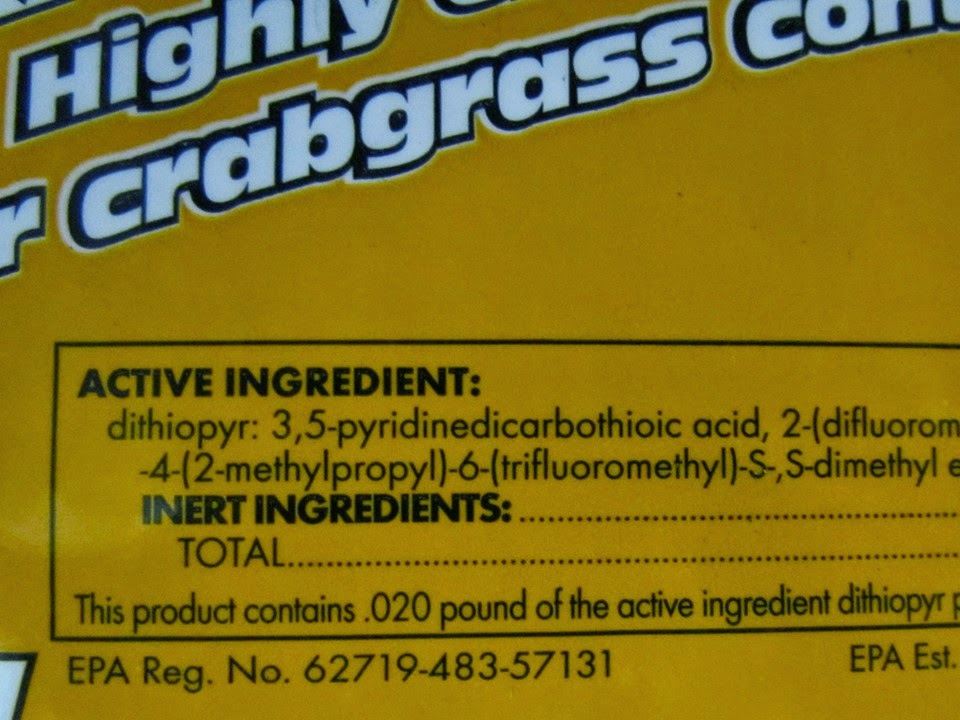 Highly
r crabgrass con
ACTIVE INGREDIENT:
dithiopyr: 3,5-pyridinedicarbothioic acid, 2-(difluorom
-4-(2-methylpropyl)-6-(trifluoromethyl)-S-,S-dimethyl e
INERT INGREDIENTS:..........................................................
TOTAL..............................................................................
This product contains .020 pound of the active ingredient dithiopyr p
EPA Reg. No. 62719-483-57131 EPA Est.